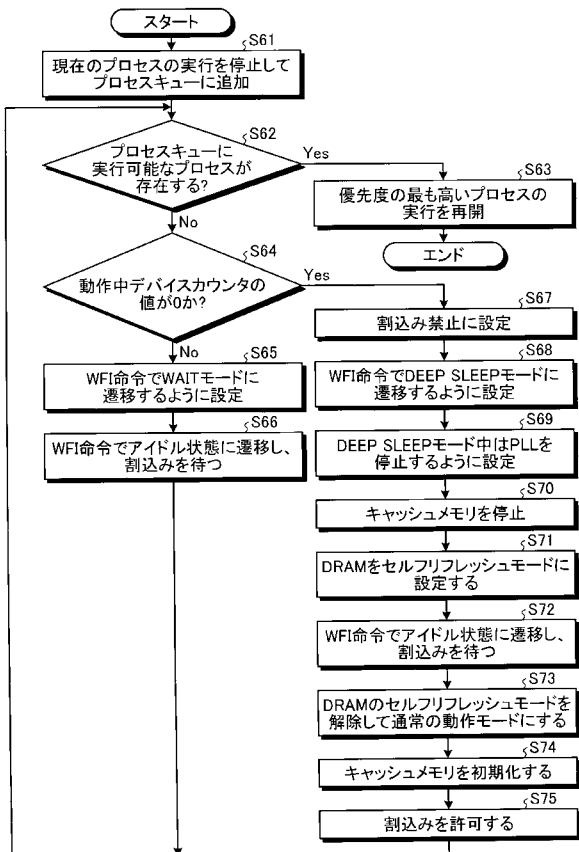 スタート
S61
現在のプロセスの実行を停止して
プロセスキューに追加
S62
プロセスキューに
実行可能なプロセスが
存在する?
Yes
No
S63
優先度の最も高いプロセスの
実行を再開
エンド
S64
動作中デバイスカウンタの
値が0か?
Yes
No
S65
WFI命令でWAITモードに
遷移するように設定
S66
WFI命令でアイドル状態に遷移し、
割込みを待つ
S67
割込み禁止に設定
S68
WFI命令でDEEP SLEEPモードに
遷移するように設定
S69
DEEP SLEEPモード中はPLLを
停止するように設定
S70
キャッシュメモリを停止
S71
DRAMをセルフリフレッシュモードに
設定する
S72
WFI命令でアイドル状態に遷移し、
割込みを待つ
S73
DRAMのセルフリフレッシュモードを
解除して通常の動作モードにする
S74
キャッシュメモリを初期化する
S75
割込みを許可する